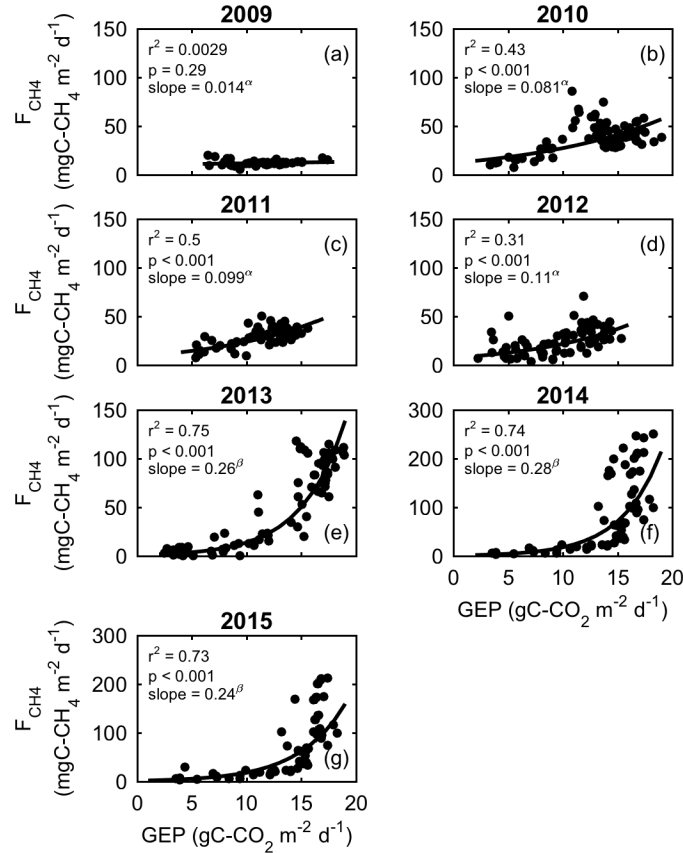 2009
r² = 0.0029
p = 0.29
slope = 0.014^α
(a)
F_CH4
(mgC-CH₄ m⁻² d⁻¹)
150
100
50
0
2010
r² = 0.43
p < 0.001
slope = 0.081^α
(b)
150
100
50
0
2011
r² = 0.5
p < 0.001
slope = 0.099^α
(c)
F_CH4
(mgC-CH₄ m⁻² d⁻¹)
150
100
50
0
2012
r² = 0.31
p < 0.001
slope = 0.11^α
(d)
150
100
50
0
2013
r² = 0.75
p < 0.001
slope = 0.26^β
(e)
F_CH4
(mgC-CH₄ m⁻² d⁻¹)
150
100
50
0
2014
r² = 0.74
p < 0.001
slope = 0.28^β
(f)
300
200
100
0
0 5 10 15 20
GEP (gC-CO₂ m⁻² d⁻¹)
2015
r² = 0.73
p < 0.001
slope = 0.24^β
(g)
F_CH4
(mgC-CH₄ m⁻² d⁻¹)
300
200
100
0
0 5 10 15 20
GEP (gC-CO₂ m⁻² d⁻¹)